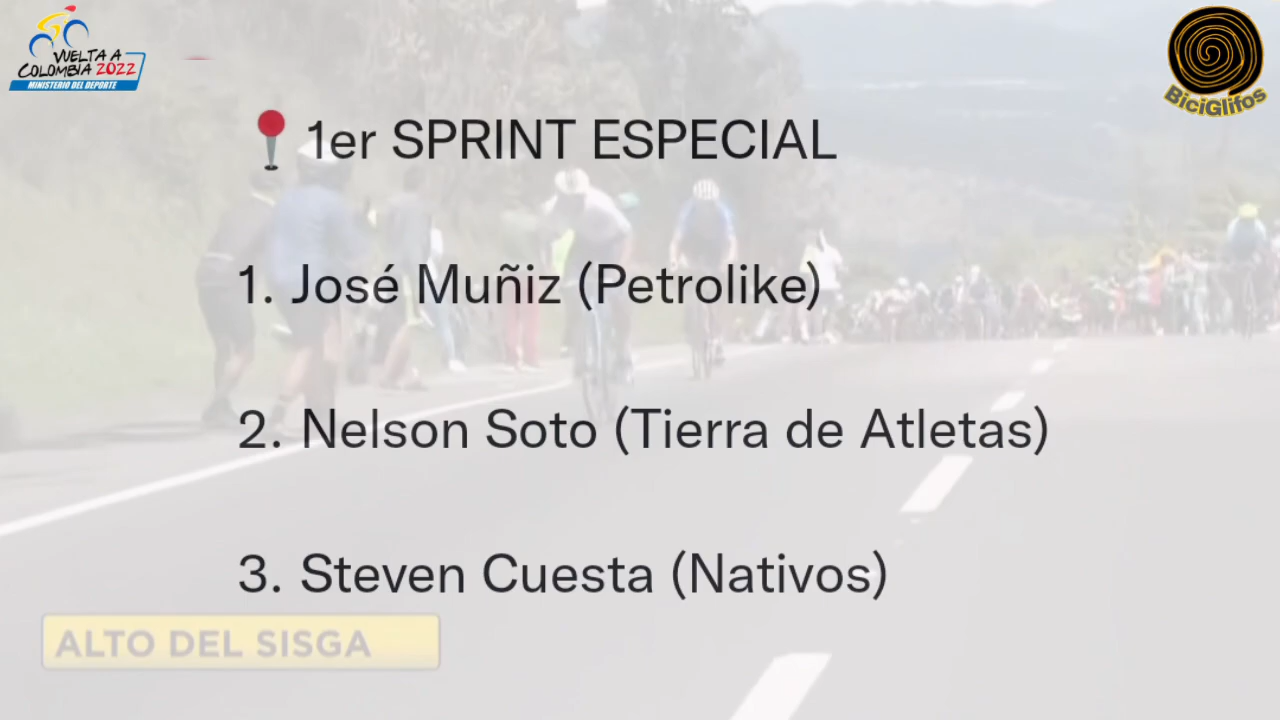 VUELTA A
COLOMBIA 2022
MINISTERIO DEL DEPORTE
BiciGlifos
1er SPRINT ESPECIAL
1. José Muñiz (Petrolike)
2. Nelson Soto (Tierra de Atletas)
3. Steven Cuesta (Nativos)
ALTO DEL SISGA